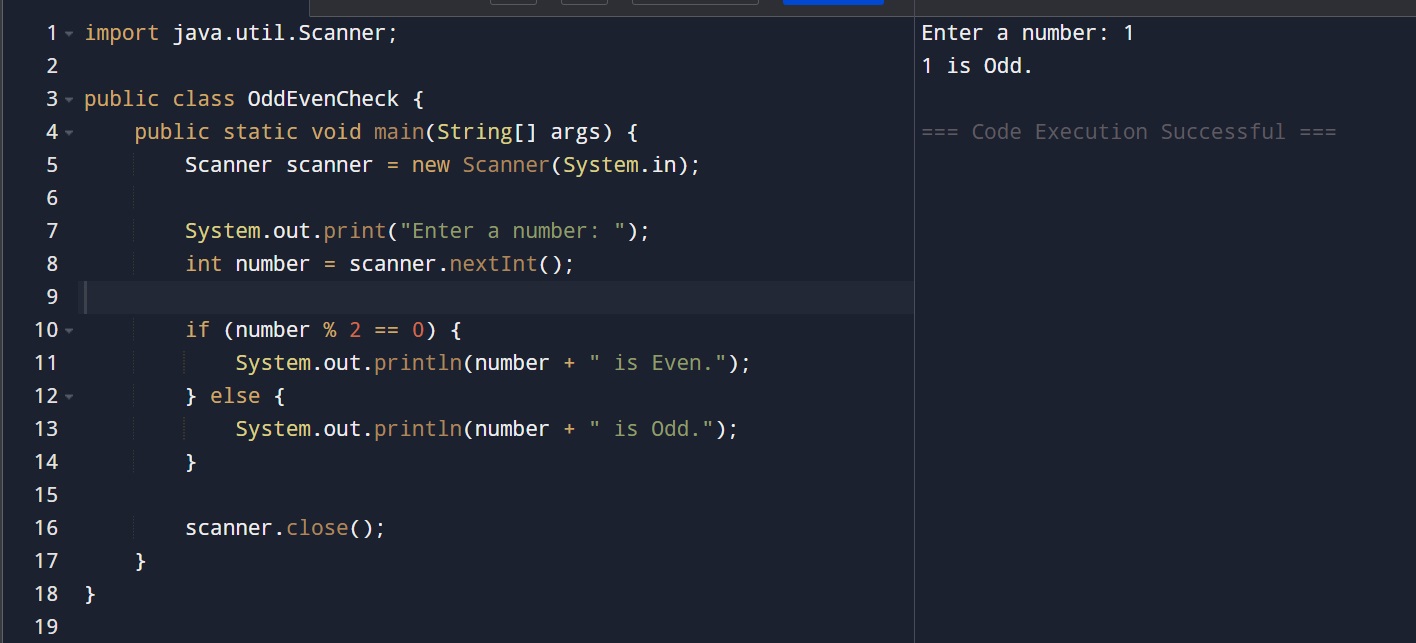 1 import java.util.Scanner;
2
3 public class OddEvenCheck {
4     public static void main(String[] args) {
5         Scanner scanner = new Scanner(System.in);
6
7         System.out.print("Enter a number: ");
8         int number = scanner.nextInt();
9
10         if (number % 2 == 0) {
11             System.out.println(number + " is Even.");
12         } else {
13             System.out.println(number + " is Odd.");
14         }
15
16         scanner.close();
17     }
18 }
19
Enter a number: 1
1 is Odd.
=== Code Execution Successful ===